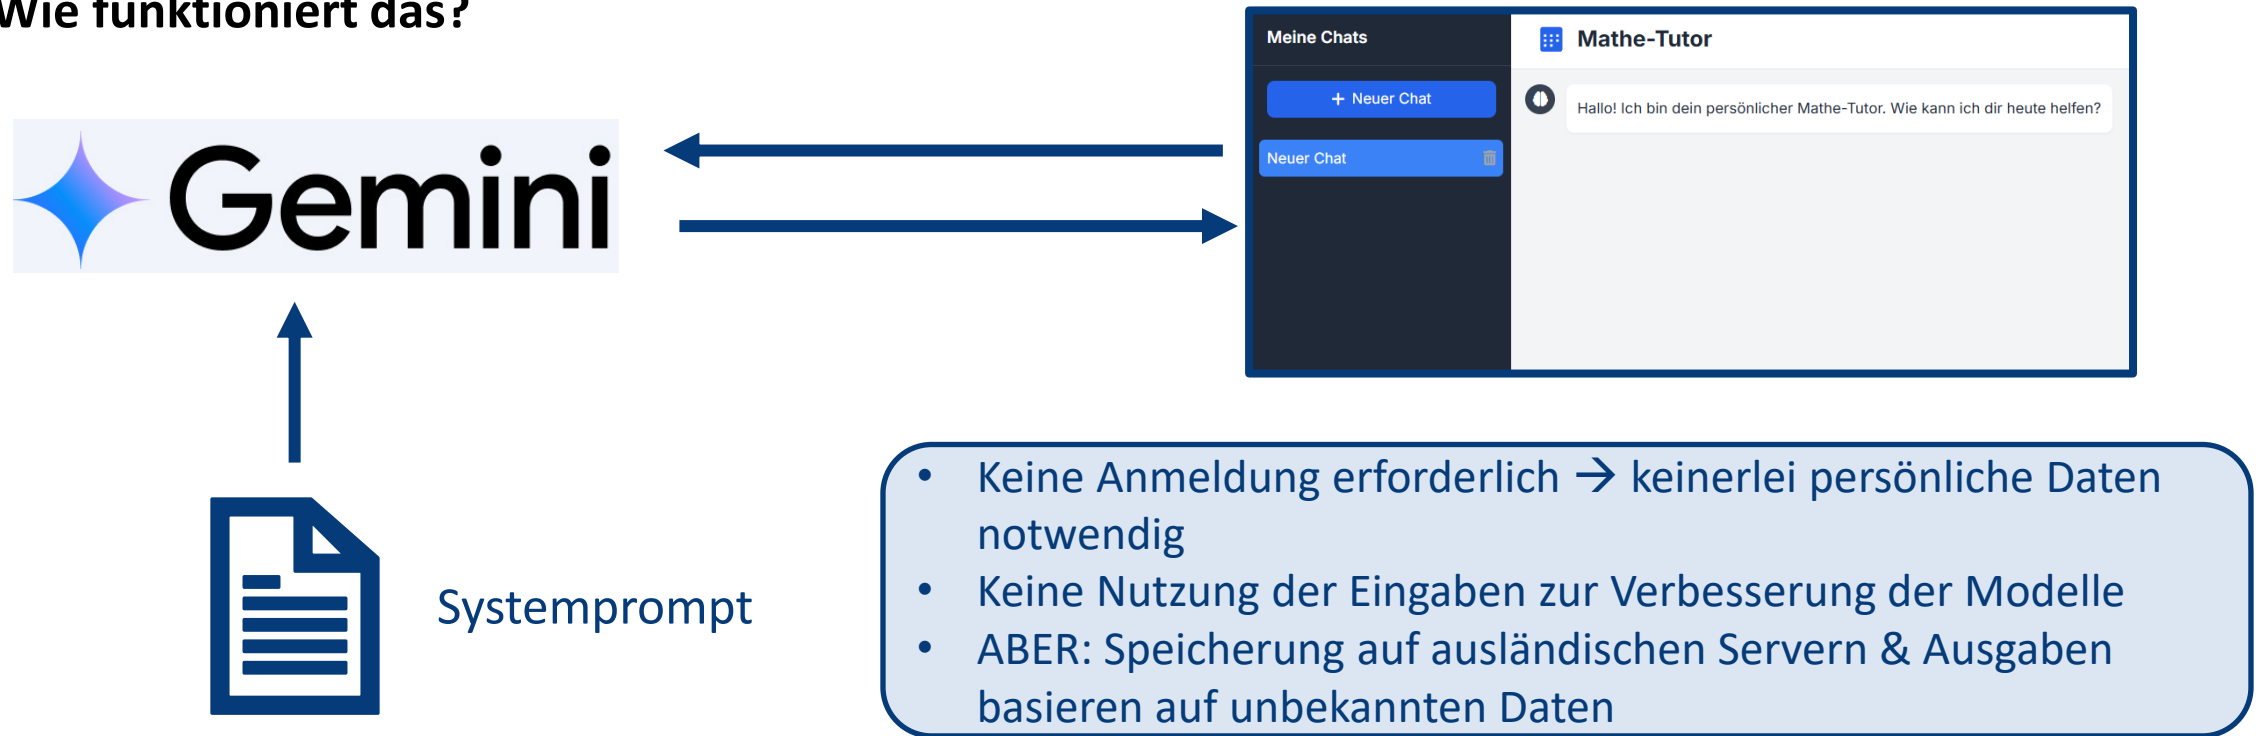 Wie funktioniert das?
Meine Chats
Mathe-Tutor
+ Neuer Chat
Hallo! Ich bin dein persönlicher Mathe-Tutor. Wie kann ich dir heute helfen?
Neuer Chat
Gemini
Systemprompt
• Keine Anmeldung erforderlich → keinerlei persönliche Daten
notwendig
• Keine Nutzung der Eingaben zur Verbesserung der Modelle
• ABER: Speicherung auf ausländischen Servern & Ausgaben
basieren auf unbekannten Daten